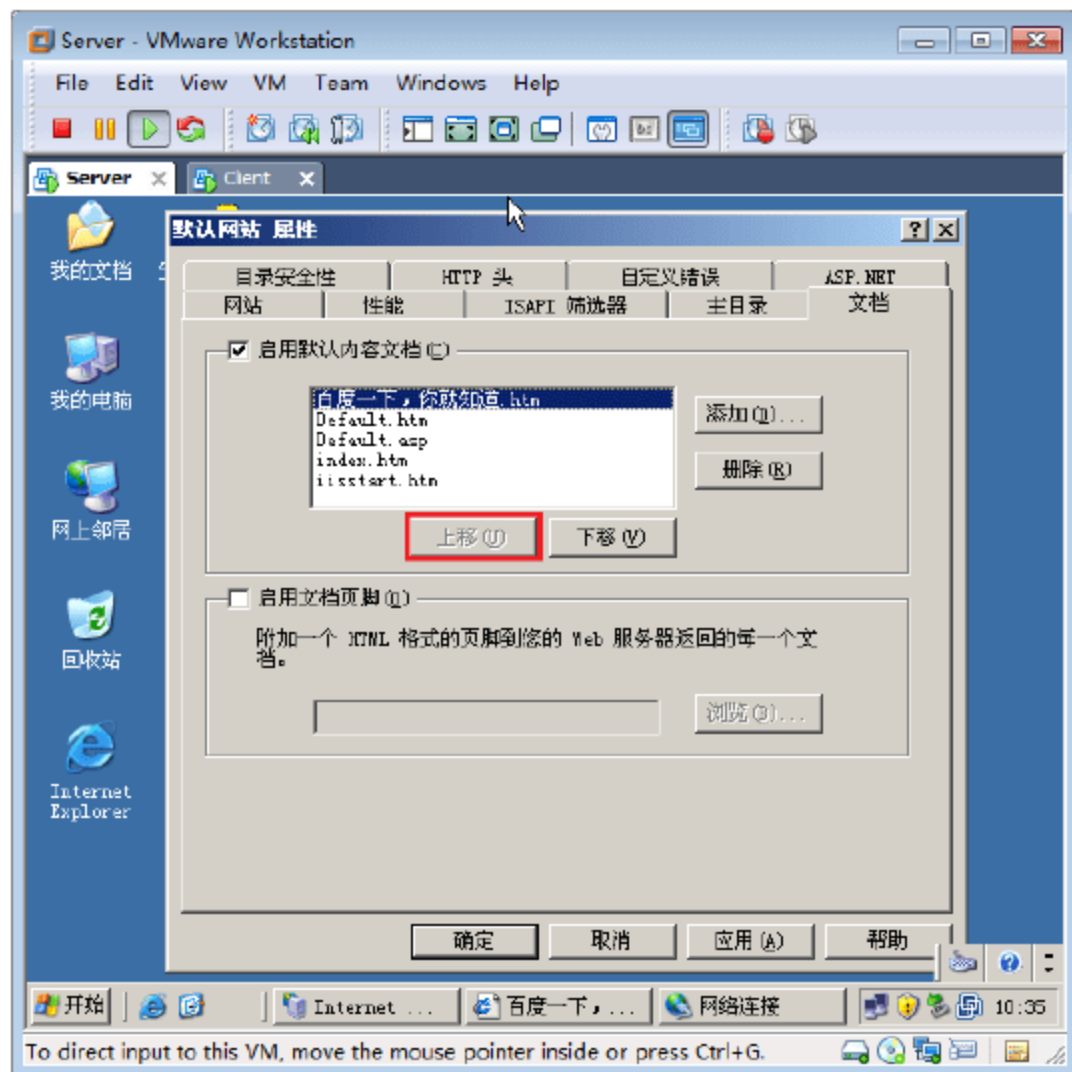 Server - VMware Workstation
File Edit View VM Team Windows Help
Server Client
默认网站 属性
我的文档
目录安全性 HTTP 头 自定义错误 ASP.NET
网站 性能 ISAPI 筛选器 主目录 文档
启用默认内容文档(C)
我的电脑
百度一下，你就知道.htm
Default.htm
添加(D)...
Default.asp
index.htm
删除(R)
iisstart.htm
网上邻居
上移(U) 下移(V)
启用文档页脚(O)
附加一个 HTML 格式的页脚到您的 Web 服务器返回的每一个文
档。
回收站
浏览(B)...
Internet
Explorer
确定 取消 应用(A) 帮助
开始 Internet ... 百度一下，... 网络连接 10:35
To direct input to this VM, move the mouse pointer inside or press Ctrl+G.